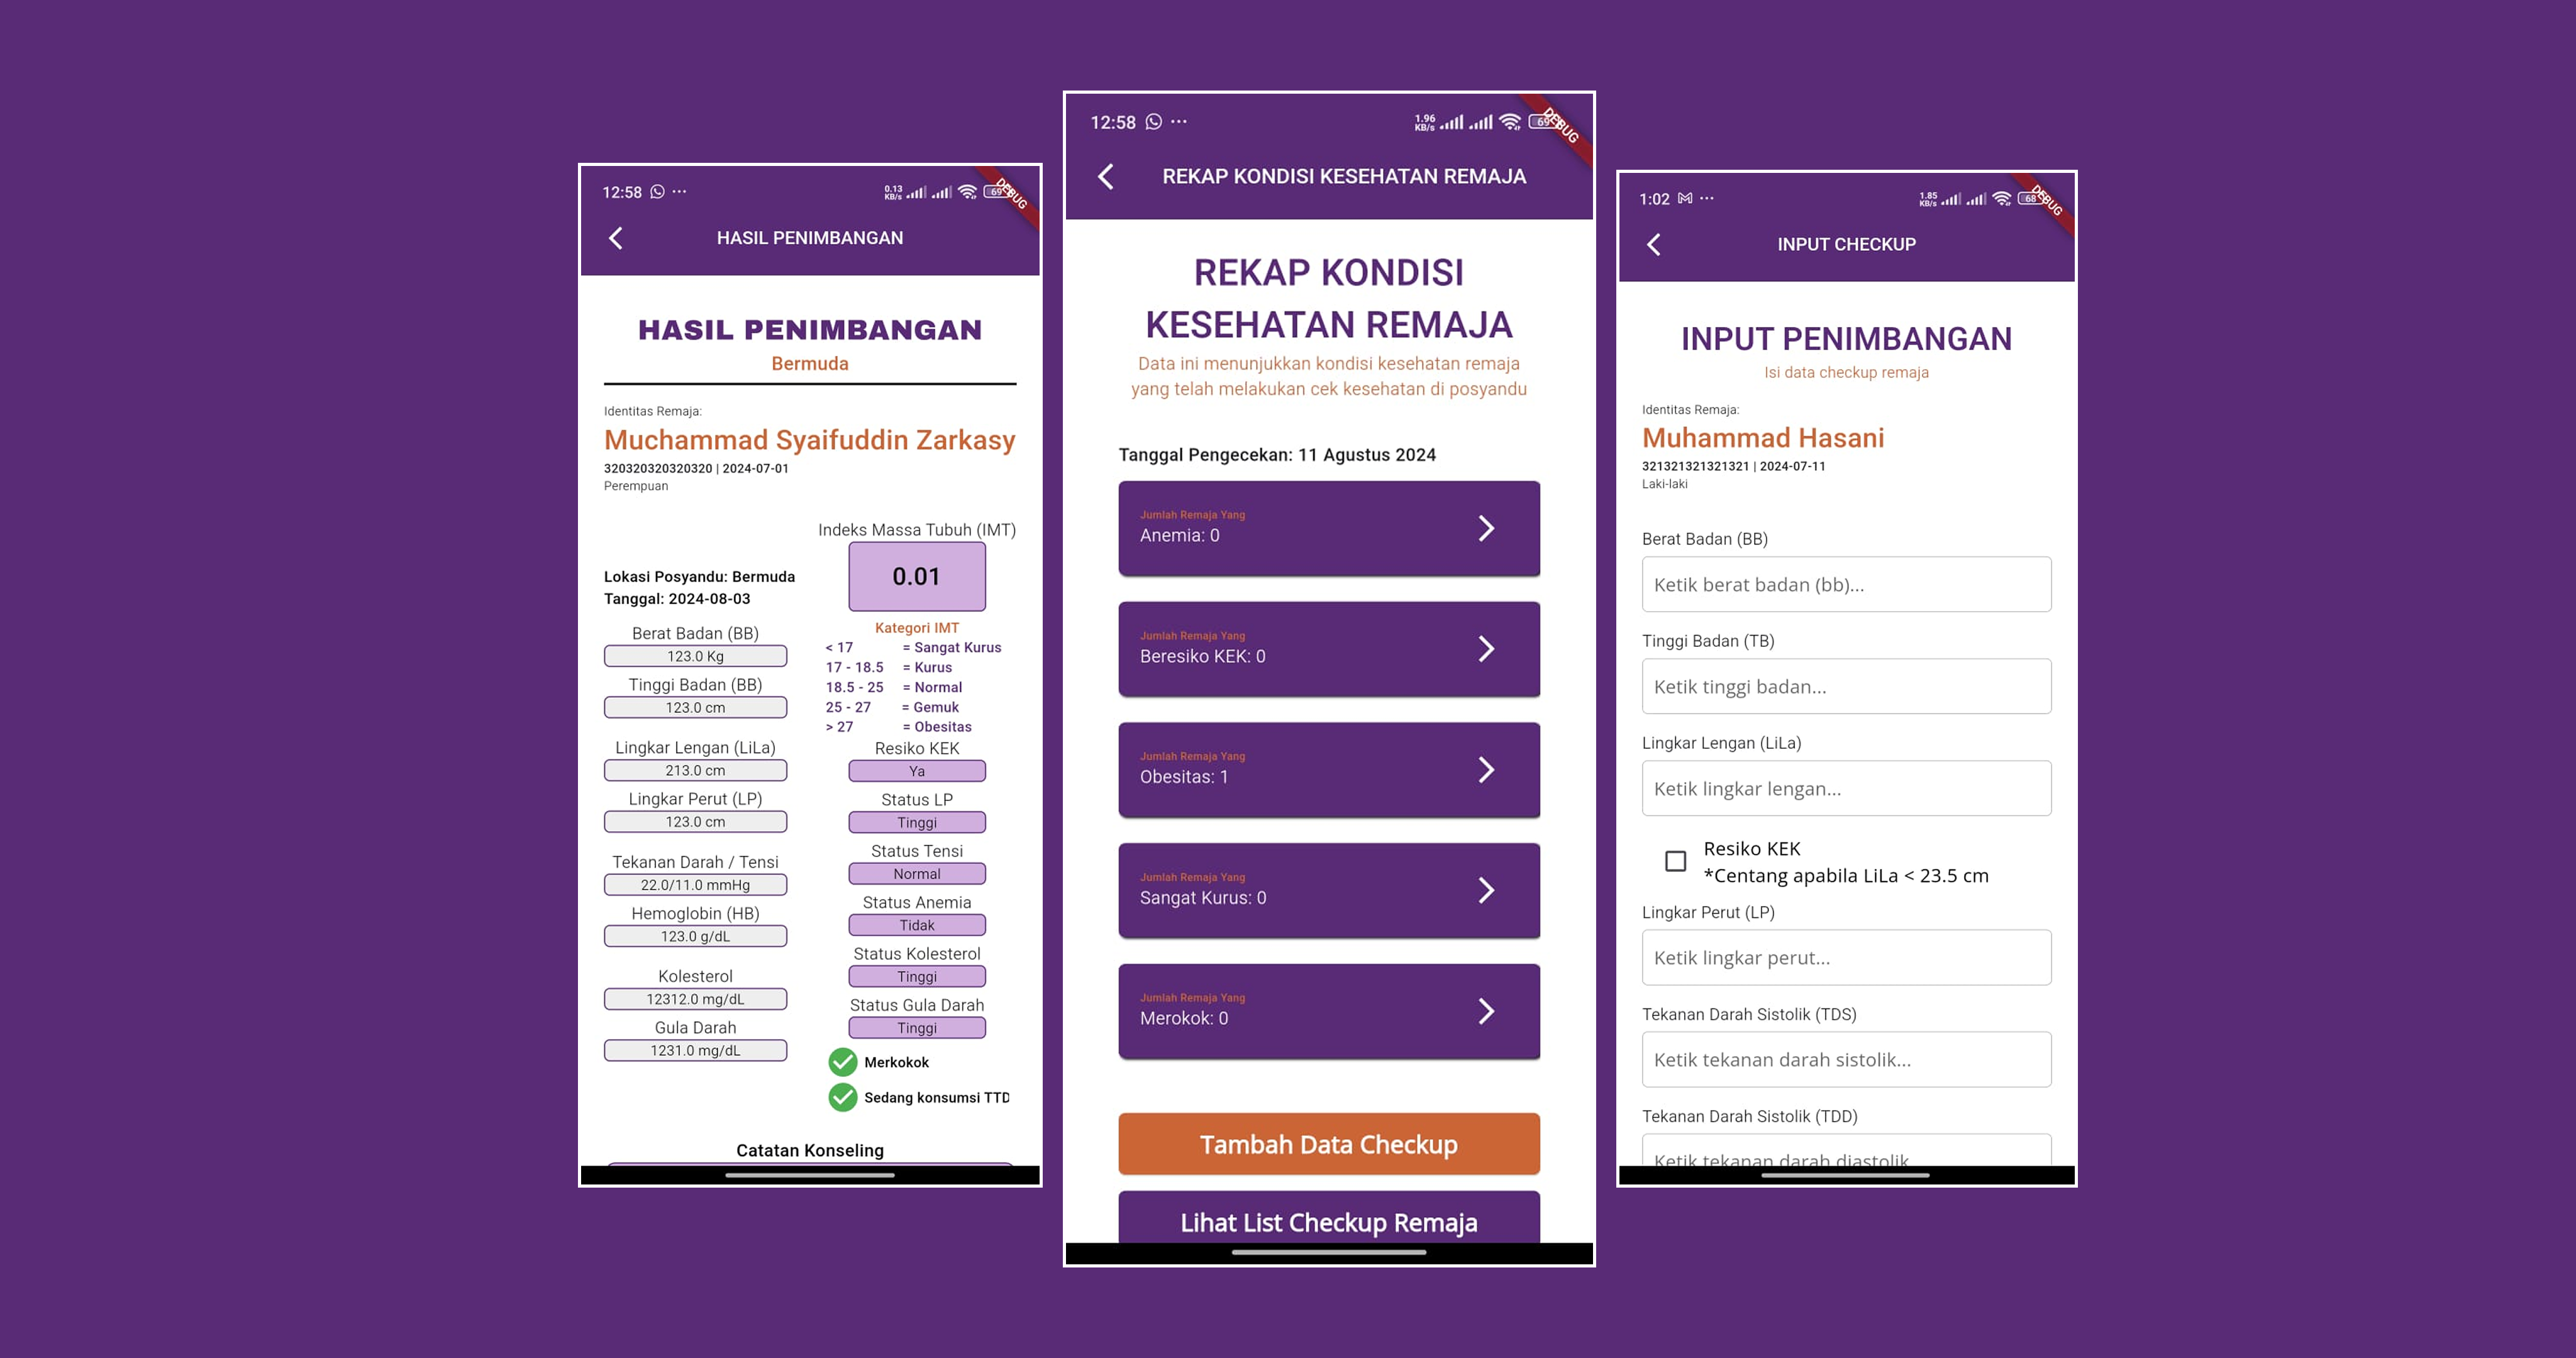 12:58
0.13
KB/s
69
DEBUG
HASIL PENIMBANGAN
HASIL PENIMBANGAN
Bermuda
Identitas Remaja:
Muchammad Syaifuddin Zarkasy
320320320320320 | 2024-07-01
Perempuan
Lokasi Posyandu: Bermuda
Tanggal: 2024-08-03
Berat Badan (BB)
123.0 Kg
Tinggi Badan (BB)
123.0 cm
Lingkar Lengan (LiLa)
213.0 cm
Lingkar Perut (LP)
123.0 cm
Tekanan Darah / Tensi
22.0/11.0 mmHg
Hemoglobin (HB)
123.0 g/dL
Kolesterol
12312.0 mg/dL
Gula Darah
1231.0 mg/dL
Indeks Massa Tubuh (IMT)
0.01
Kategori IMT
< 17 = Sangat Kurus
17 - 18.5 = Kurus
18.5 - 25 = Normal
25 - 27 = Gemuk
> 27 = Obesitas
Resiko KEK
Ya
Status LP
Tinggi
Status Tensi
Normal
Status Anemia
Tidak
Status Kolesterol
Tinggi
Status Gula Darah
Tinggi
Merkokok
Sedang konsumsi TTD
Catatan Konseling
12:58
1.96
KB/s
69
DEBUG
REKAP KONDISI KESEHATAN REMAJA
REKAP KONDISI
KESEHATAN REMAJA
Data ini menunjukkan kondisi kesehatan remaja
yang telah melakukan cek kesehatan di posyandu
Tanggal Pengecekan: 11 Agustus 2024
Jumlah Remaja Yang
Anemia: 0
Jumlah Remaja Yang
Beresiko KEK: 0
Jumlah Remaja Yang
Obesitas: 1
Jumlah Remaja Yang
Sangat Kurus: 0
Jumlah Remaja Yang
Merokok: 0
Tambah Data Checkup
Lihat List Checkup Remaja
1:02
1.85
KB/s
68
DEBUG
INPUT CHECKUP
INPUT PENIMBANGAN
Isi data checkup remaja
Identitas Remaja:
Muhammad Hasani
321321321321321 | 2024-07-11
Laki-laki
Berat Badan (BB)
Ketik berat badan (bb)...
Tinggi Badan (TB)
Ketik tinggi badan...
Lingkar Lengan (LiLa)
Ketik lingkar lengan...
Resiko KEK
*Centang apabila LiLa < 23.5 cm
Lingkar Perut (LP)
Ketik lingkar perut...
Tekanan Darah Sistolik (TDS)
Ketik tekanan darah sistolik...
Tekanan Darah Sistolik (TDD)
Ketik tekanan darah diastolik